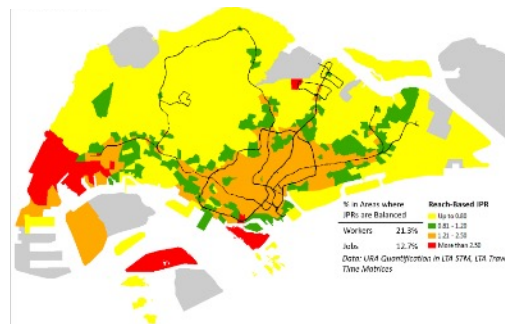 % in Areas where
JPRs are Balanced
Workers 21.3%
Jobs 12.7%
Reach-Based JPR
Up to 0.80
0.81 - 1.20
1.21 - 2.50
More than 2.50
Data: URA Quantification in LTA STM, LTA Travel
Time Matrices